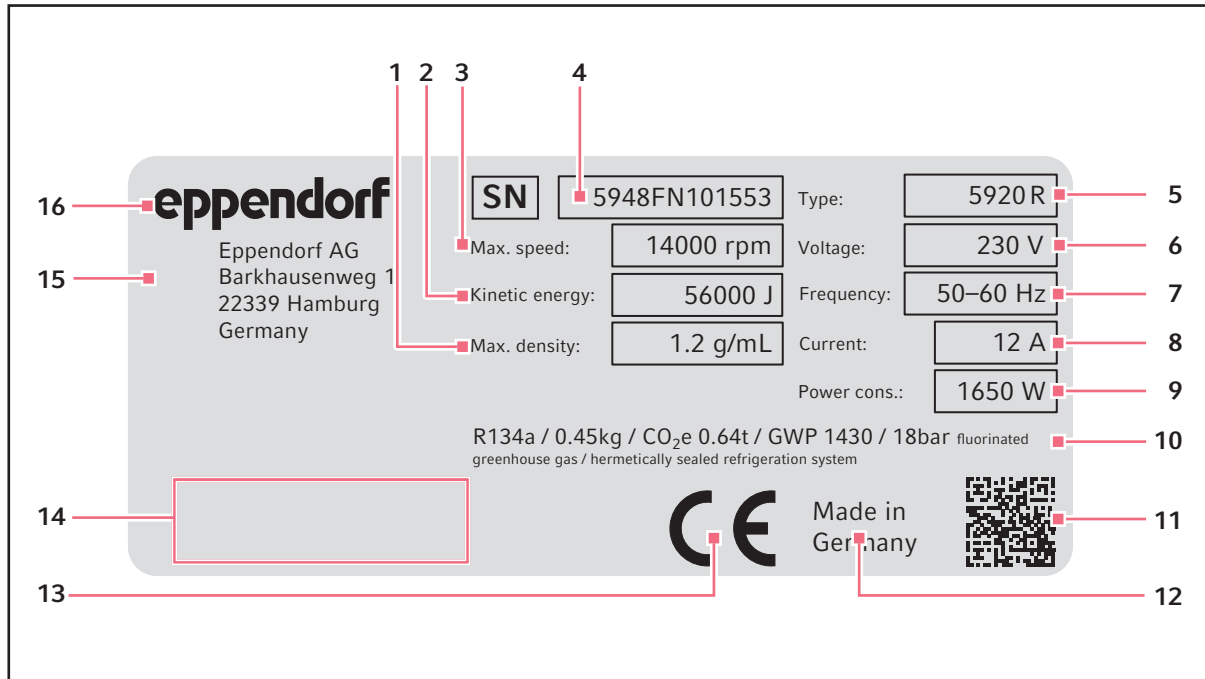 1 2 3 4
16 eppendorf SN 5948FN101553 Type: 5920 R 5
Max. speed: 14000 rpm Voltage: 230 V 6
15
Eppendorf AG
Barkhausenweg 1
22339 Hamburg
Germany
Kinetic energy: 56000 J Frequency: 50–60 Hz 7
Max. density: 1.2 g/mL Current: 12 A 8
Power cons.: 1650 W 9
R134a / 0.45kg / CO₂e 0.64t / GWP 1430 / 18bar fluorinated 10
greenhouse gas / hermetically sealed refrigeration system
14 CE Made in 11
Germany
13 12